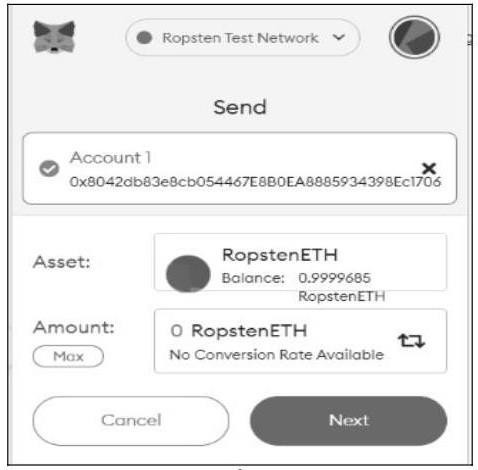 Ropsten Test Network
Send
Account 1
0x8042db83e8cb054467E8B0EA8885934398Ec1706
Asset:
RopstenETH
Balance: 0.9999685
RopstenETH
Amount:
0 RopstenETH
Max
No Conversion Rate Available
Cancel
Next